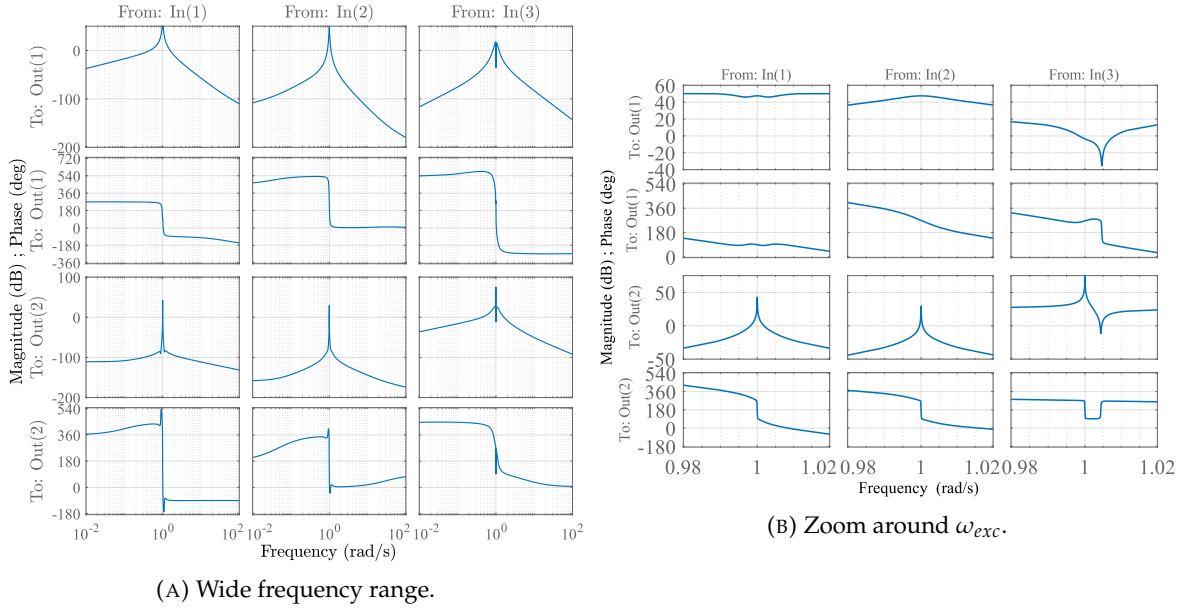 From: In(1) From: In(2) From: In(3)
To: Out(1)
0
-100
-200
To: Out(1)
720
540
360
180
0
-180
-360
To: Out(2)
100
0
-100
-200
To: Out(2)
540
360
180
0
-180
Magnitude (dB) ; Phase (deg)
10^-2 10^0 10^2 10^0 10^2 10^0 10^2
Frequency (rad/s)
(A) Wide frequency range.
From: In(1) From: In(2) From: In(3)
To: Out(1)
60
40
20
0
-20
-40
To: Out(1)
540
360
180
0
To: Out(2)
50
0
-50
To: Out(2)
540
360
180
0
-180
Magnitude (dB) ; Phase (deg)
0.98 1 1.02 0.98 1 1.02 0.98 1 1.02
Frequency (rad/s)
(B) Zoom around ω_exc.